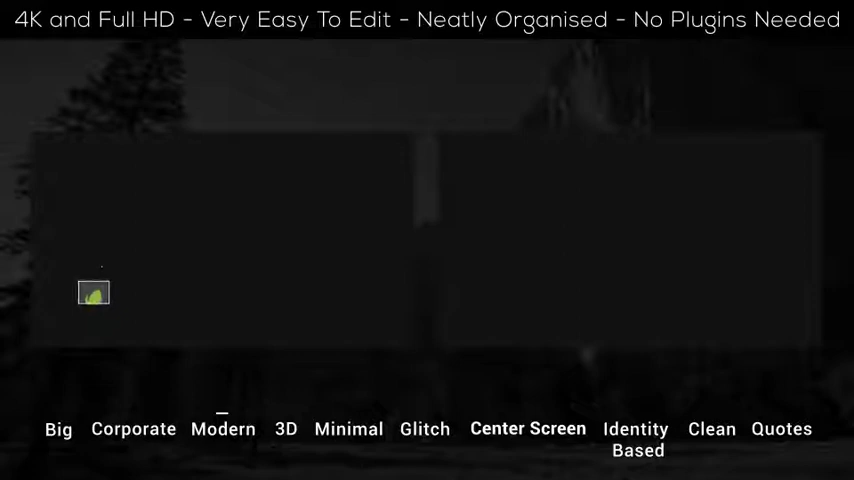 4K and Full HD - Very Easy To Edit - Neatly Organised - No Plugins Needed
Big Corporate Modern 3D Minimal Glitch Center Screen Identity Based Clean Quotes